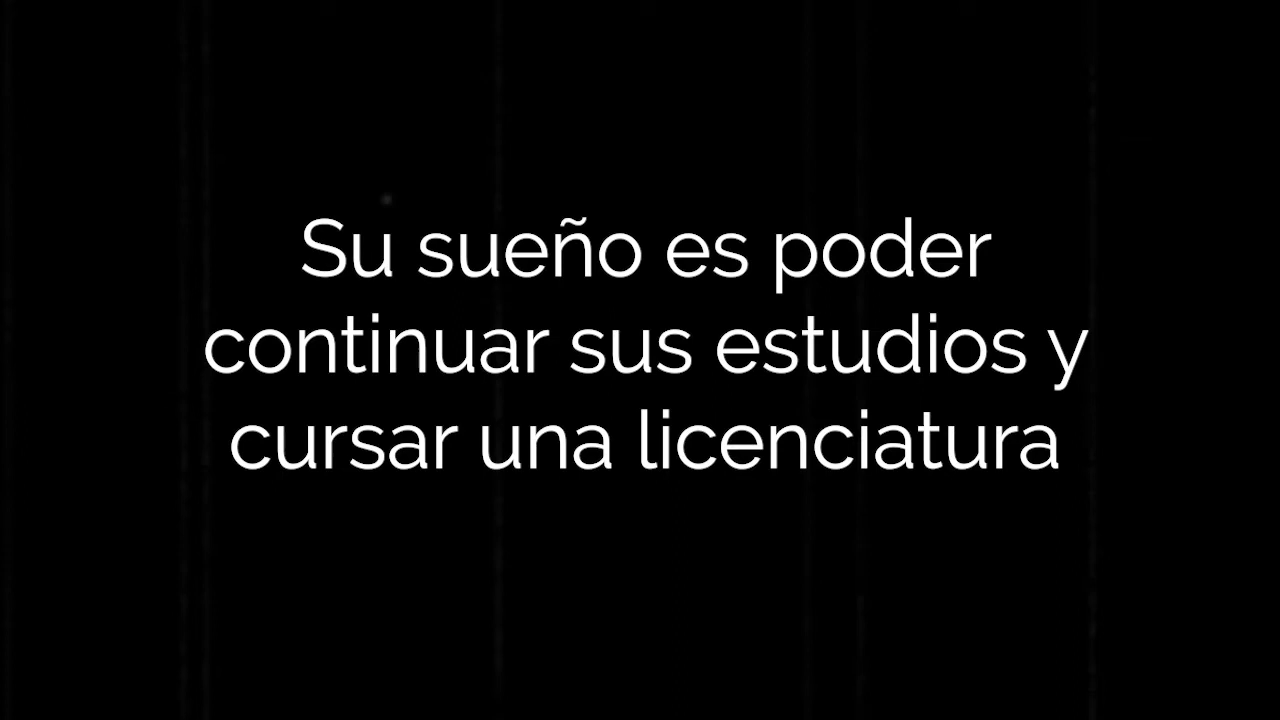 Su sueño es poder
continuar sus estudios y
cursar una licenciatura